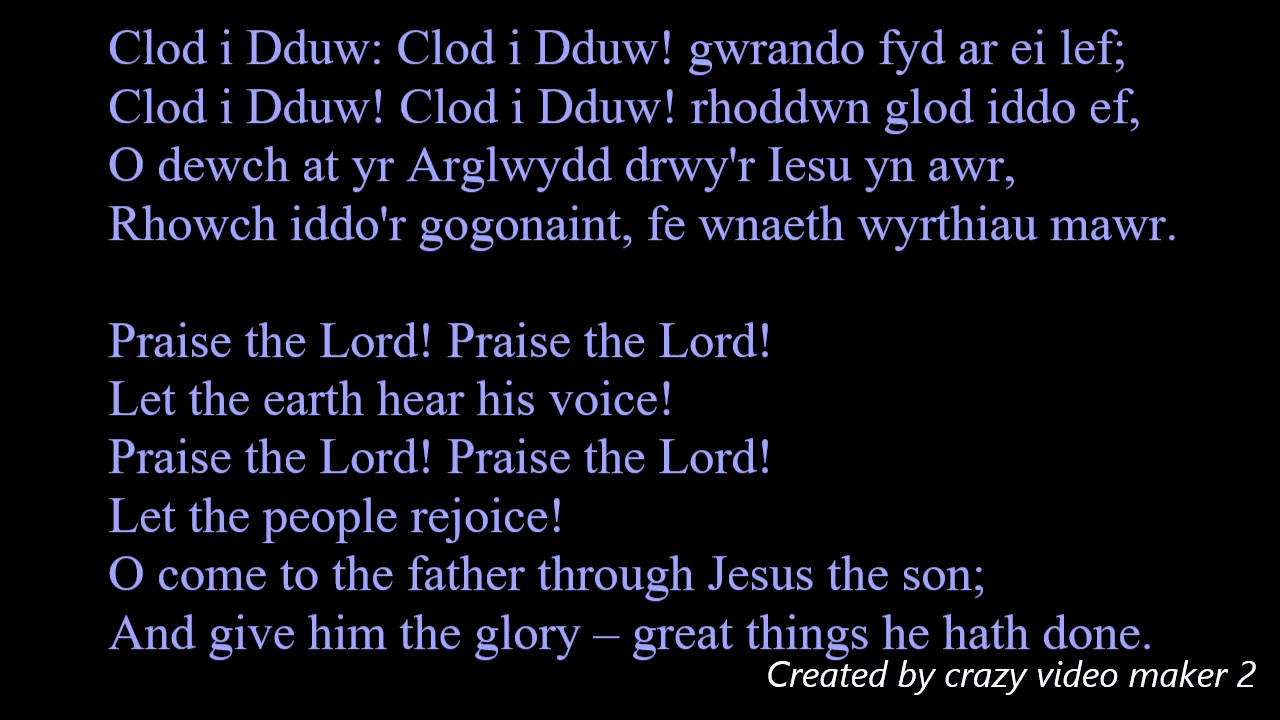 Clod i Dduw: Clod i Dduw! gwrando fyd ar ei lef;
Clod i Dduw! Clod i Dduw! rhoddwn glod iddo ef,
O dewch at yr Arglwydd drwy'r Iesu yn awr,
Rhowch iddo'r gogonaint, fe wnaeth wyrthiau mawr.
Praise the Lord! Praise the Lord!
Let the earth hear his voice!
Praise the Lord! Praise the Lord!
Let the people rejoice!
O come to the father through Jesus the son;
And give him the glory – great things he hath done.
Created by crazy video maker 2